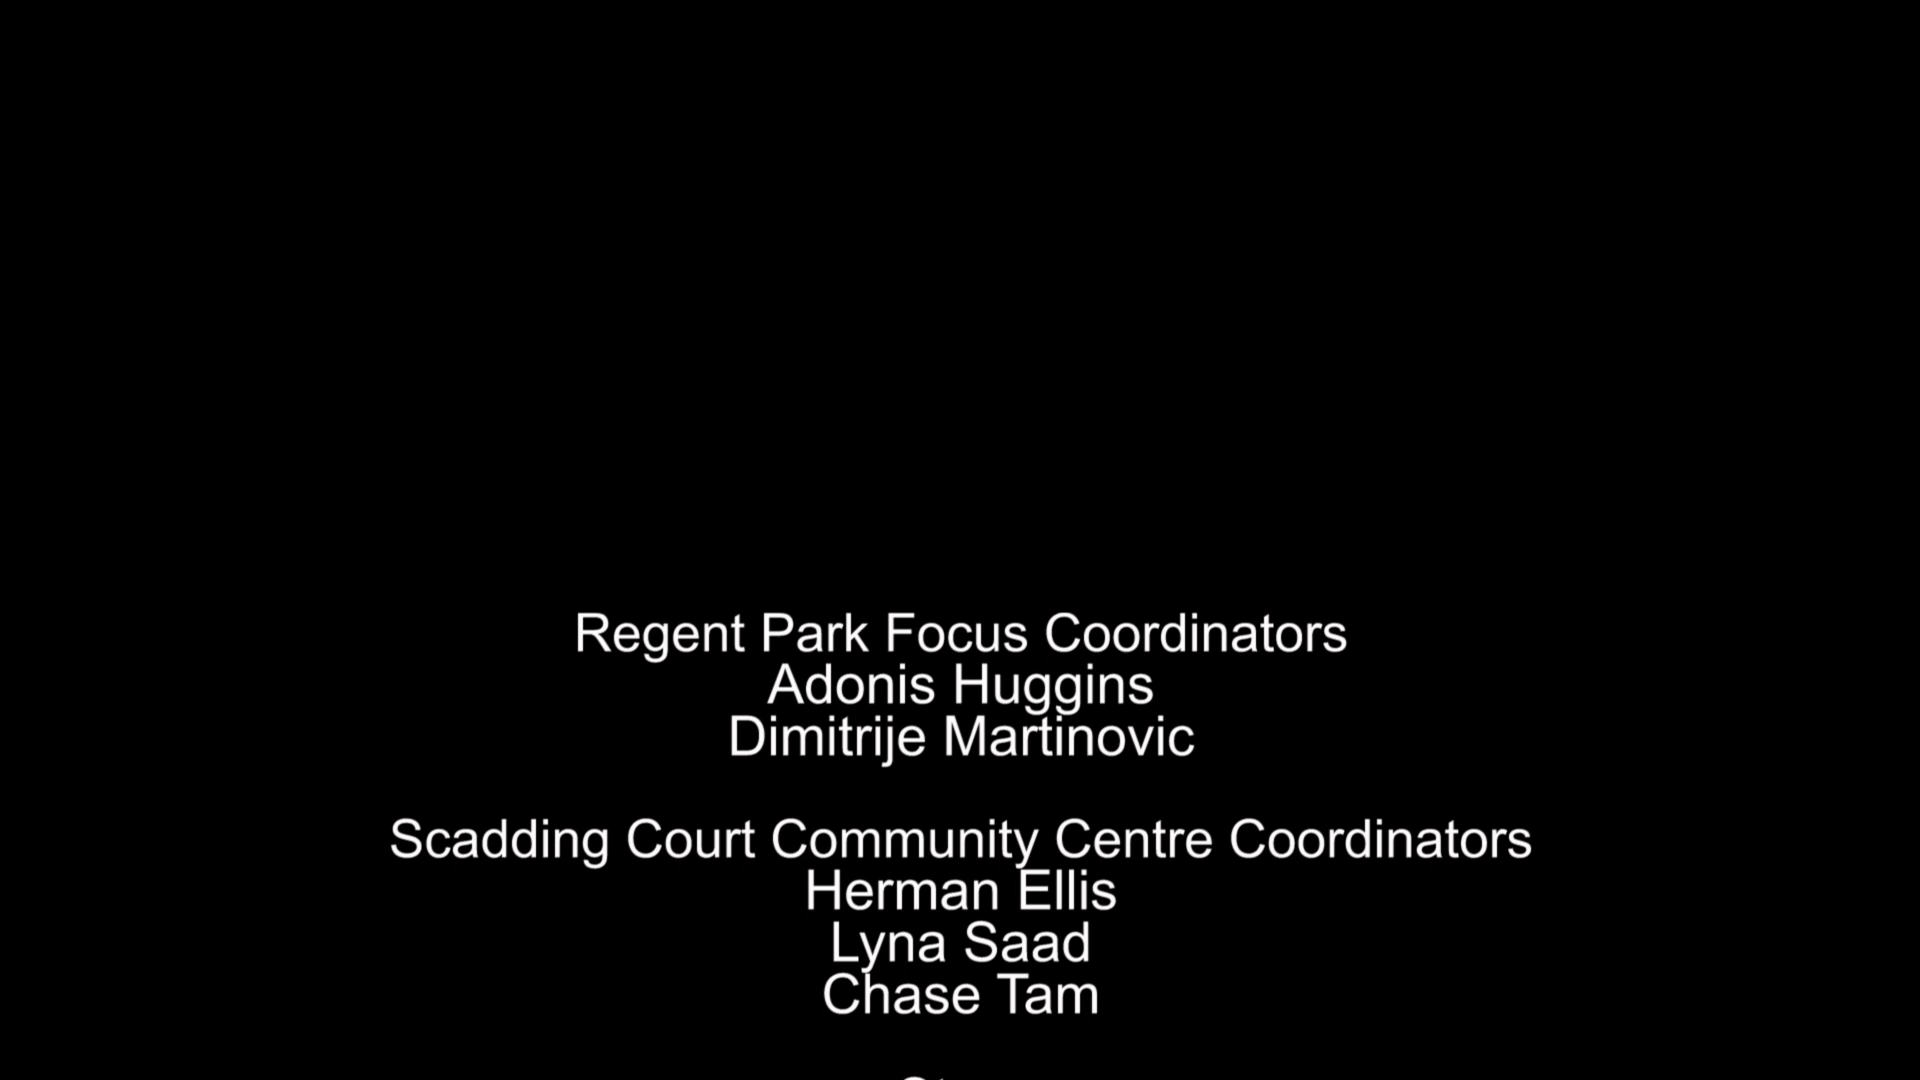 Regent Park Focus Coordinators
Adonis Huggins
Dimitrije Martinovic
Scadding Court Community Centre Coordinators
Herman Ellis
Lyna Saad
Chase Tam